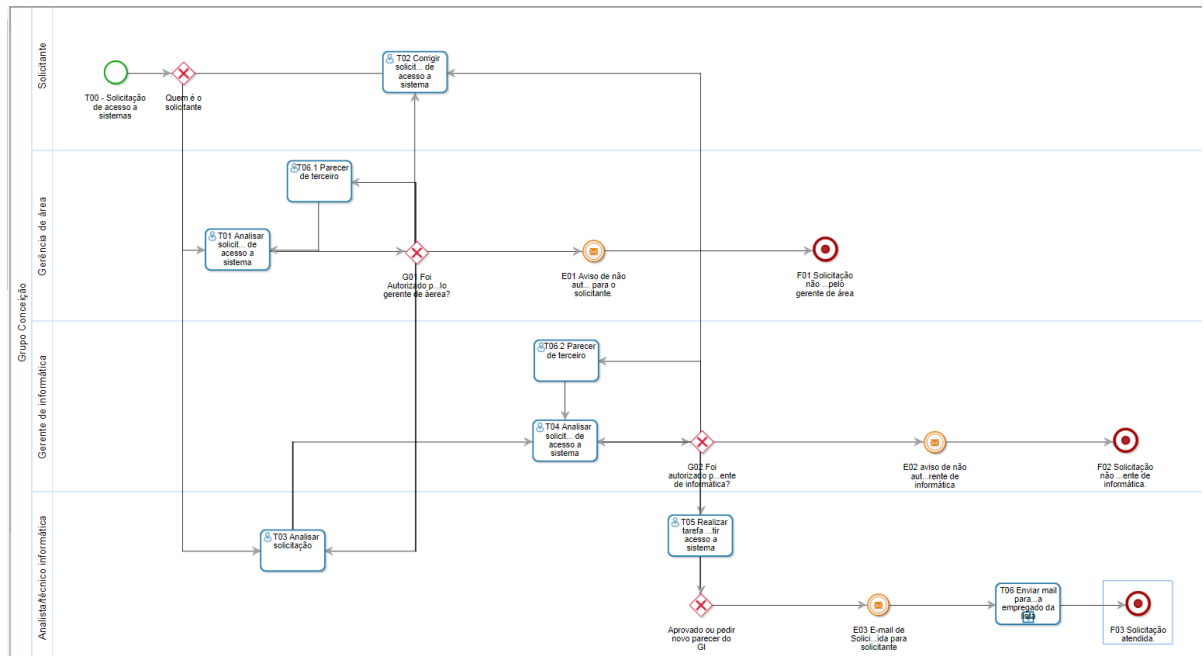 Grupo Conceição
Solicitante
T00 - Solicitação
de acesso a
sistemas
Quem é o
solicitante
T02 Corrigir
solicit... de
acesso a
sistema
Gerência de área
T06.1 Parecer
de terceiro
T01 Analisar
solicit... de
acesso a
sistema
G01 Foi
Autorizado p...lo
gerente de áerea?
E01 Aviso de não
aut... para o
solicitante.
F01 Solicitação
não ...pelo
gerente de área
Gerente de informática
T06.2 Parecer
de terceiro
T04 Analisar
solicit... de
acesso a
sistema
G02 Foi
autorizado p...ente
de informática?
E02 aviso de não
aut...rente de
informática
F02 Solicitação
não ...ente de
informática.
Analista/técnico informática
T03 Analisar
solicitação
T05 Realizar
tarefa ...tir
acesso a
sistema
Aprovado ou pedir
novo parecer do
GI
E03 E-mail de
Solici...ida para
solicitante
T06 Enviar mail
para...a
empregado da
lista
F03 Solicitação
atendida.